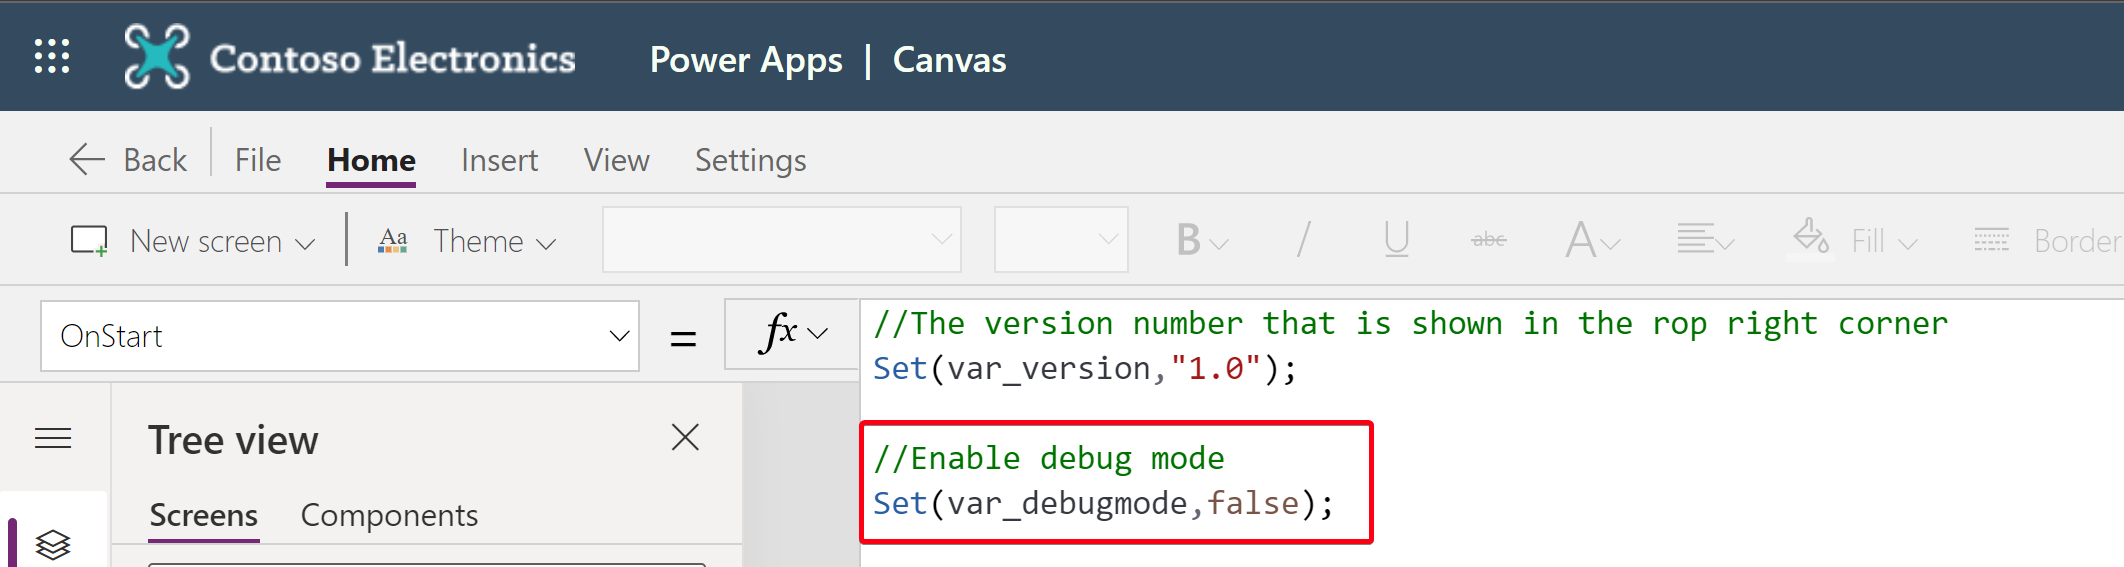 Contoso Electronics
Power Apps | Canvas
Back File Home Insert View Settings
New screen Aa Theme B / U abc A Fill Border
OnStart = fx
//The version number that is shown in the rop right corner
Set(var_version,"1.0");
//Enable debug mode
Set(var_debugmode,false);
Tree view
Screens Components